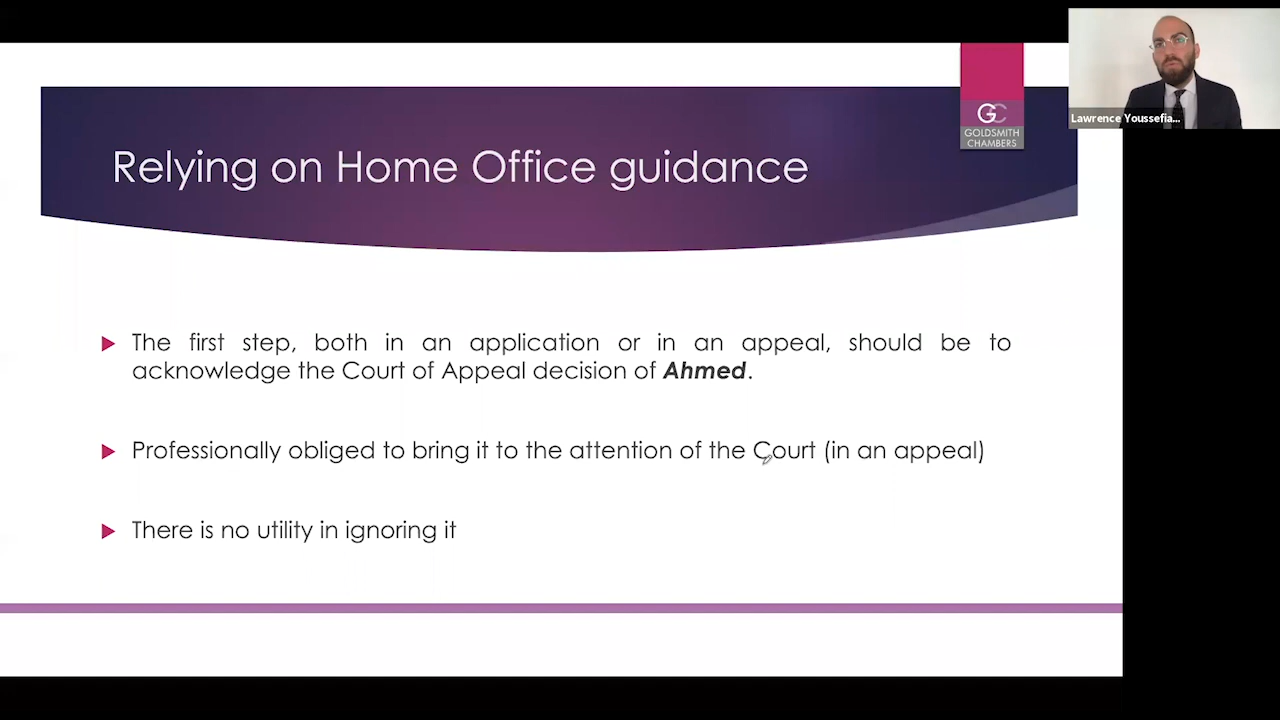 Lawrence Youssefia...
GC
GOLDSMITH
CHAMBERS
Relying on Home Office guidance
The first step, both in an application or in an appeal, should be to
acknowledge the Court of Appeal decision of Ahmed.
Professionally obliged to bring it to the attention of the Court (in an appeal)
There is no utility in ignoring it